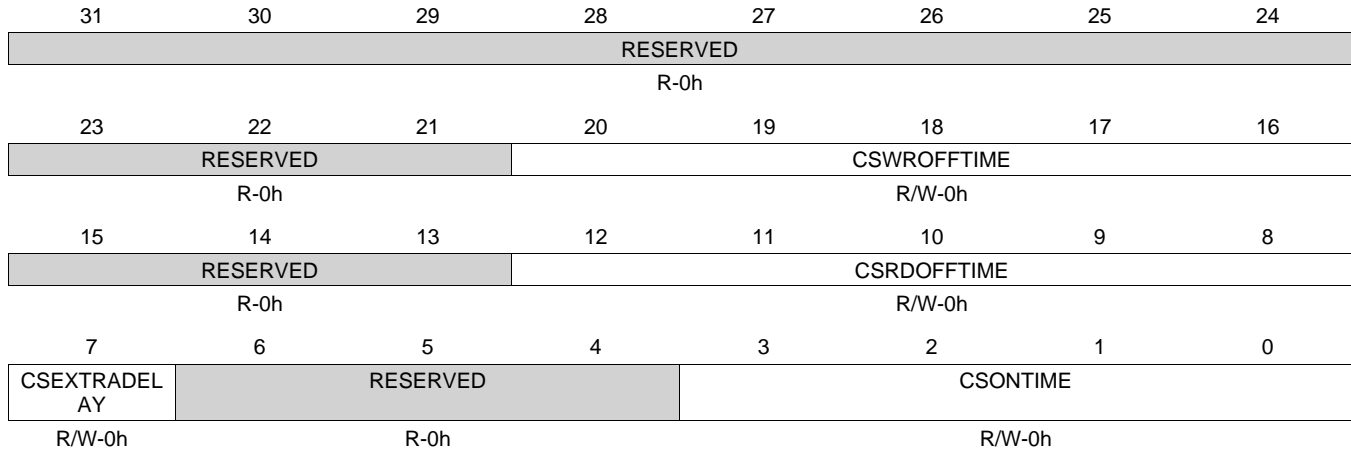 31 30 29 28 27 26 25 24
RESERVED
R-0h
23 22 21 20 19 18 17 16
RESERVED CSWROFFTIME
R-0h R/W-0h
15 14 13 12 11 10 9 8
RESERVED CSRDOFFTIME
R-0h R/W-0h
7 6 5 4 3 2 1 0
CSEXTRADEL RESERVED CSONTIME
AY
R/W-0h R-0h R/W-0h